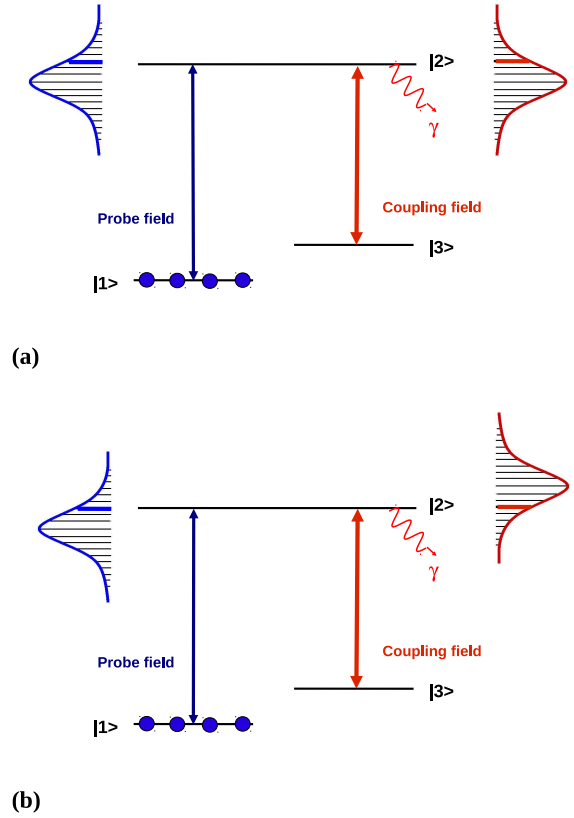 |2>
γ
Probe field
Coupling field
|3>
|1>
(a)
|2>
γ
Probe field
Coupling field
|3>
|1>
(b)